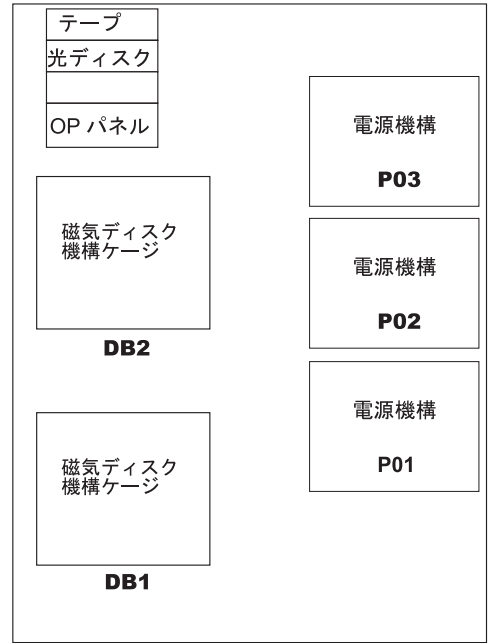 テープ
光ディスク
OP パネル
磁気ディスク
機構ケージ
DB2
磁気ディスク
機構ケージ
DB1
電源機構
P03
電源機構
P02
電源機構
P01